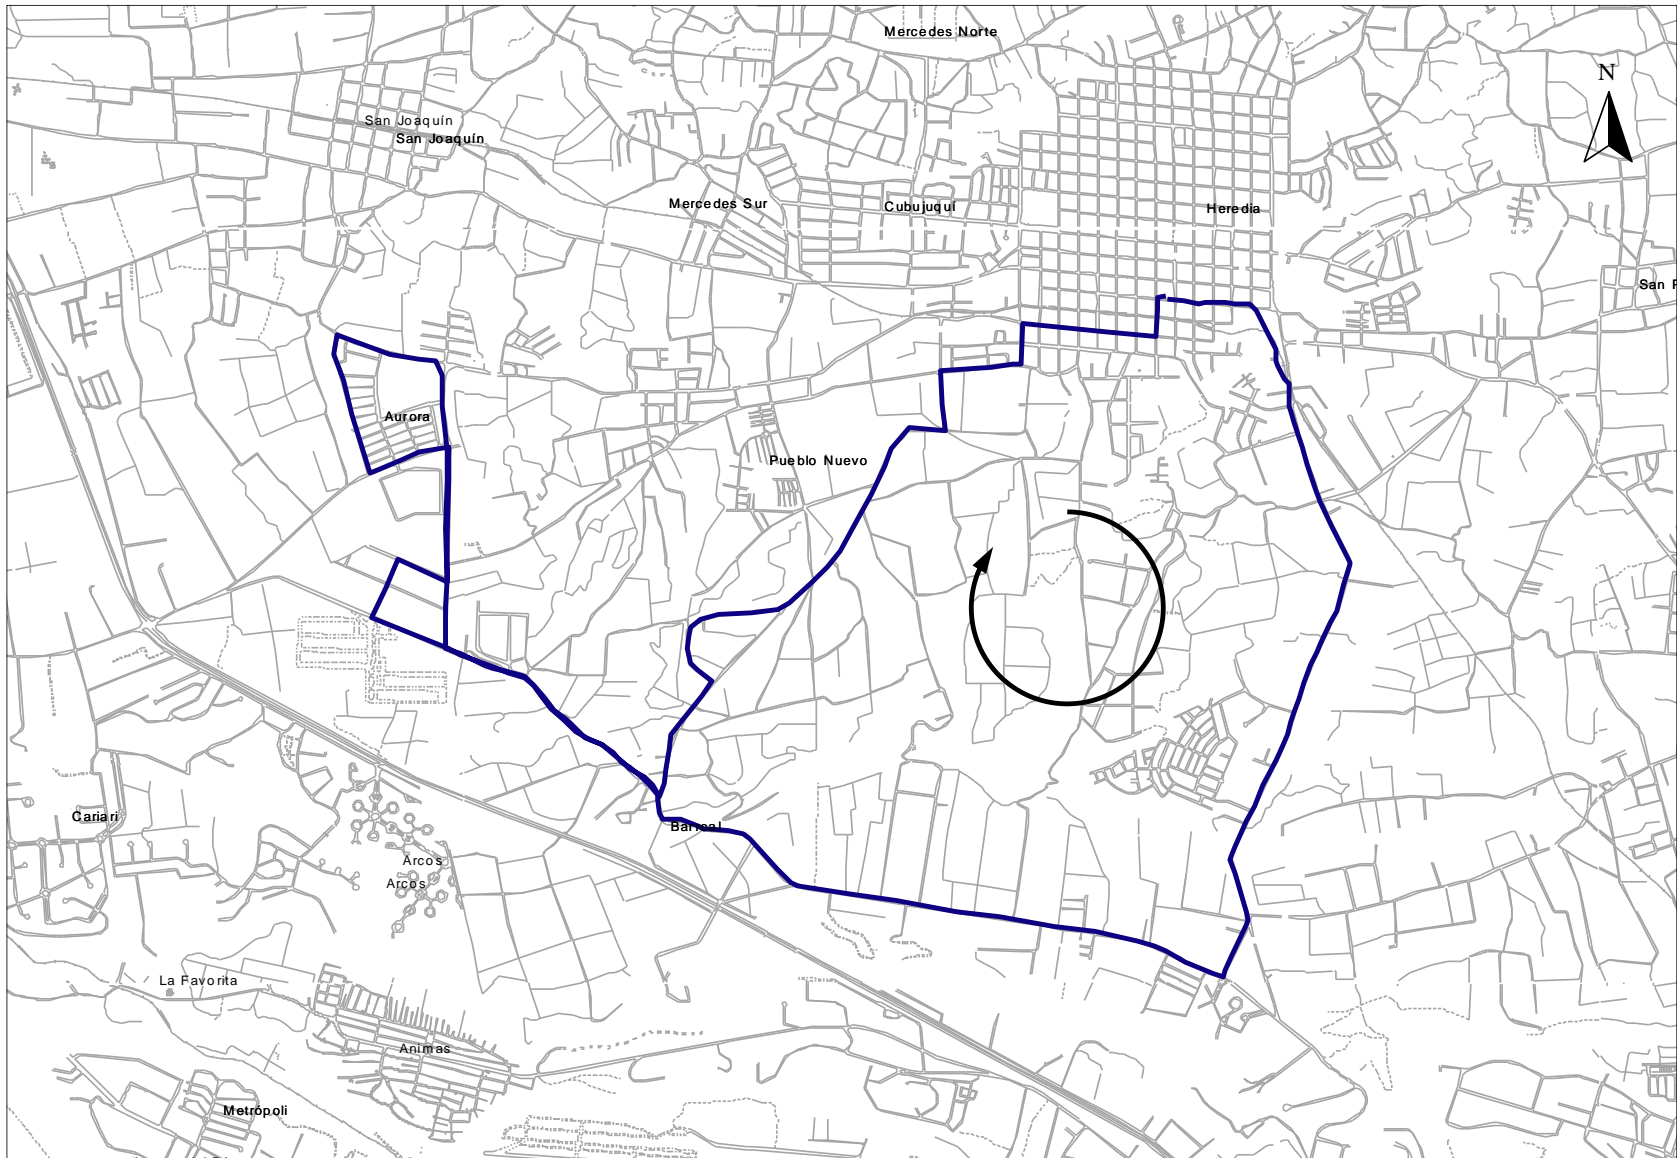 Mercedes Norte
N
San Joaquín
San Joaquín
Mercedes Sur
Cubujuquí
Heredia
Aurora
Pueblo Nuevo
Cariari
Barreal
Arcos
Arcos
La Favorita
Animas
Metrópoli